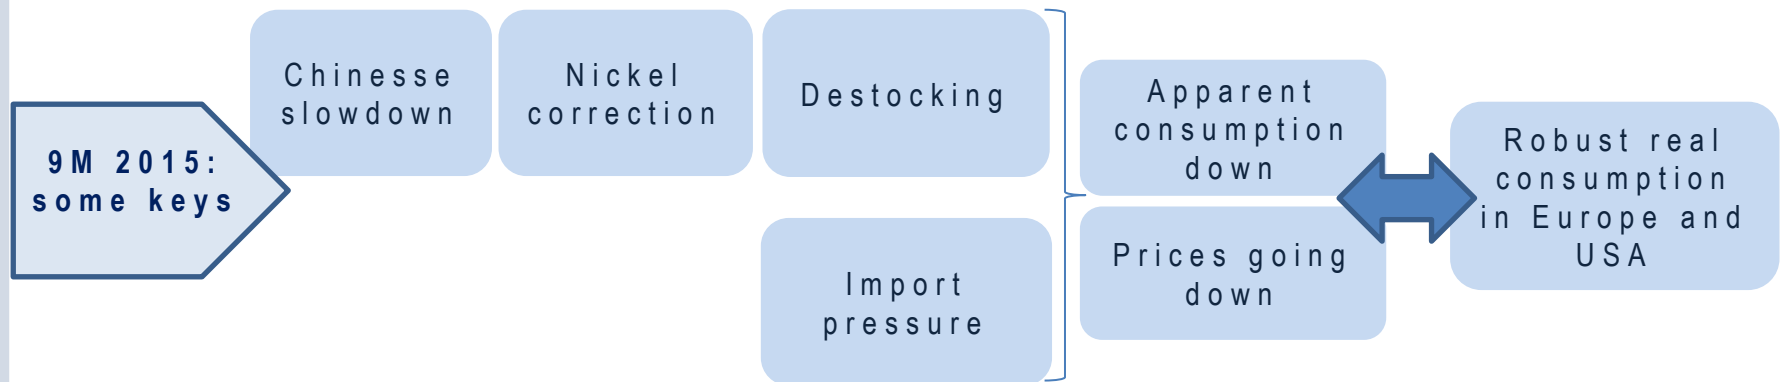 9M 2015:
some keys
Chinesse
slowdown
Nickel
correction
Destocking
Import
pressure
Apparent
consumption
down
Prices going
down
Robust real
consumption
in Europe and
USA